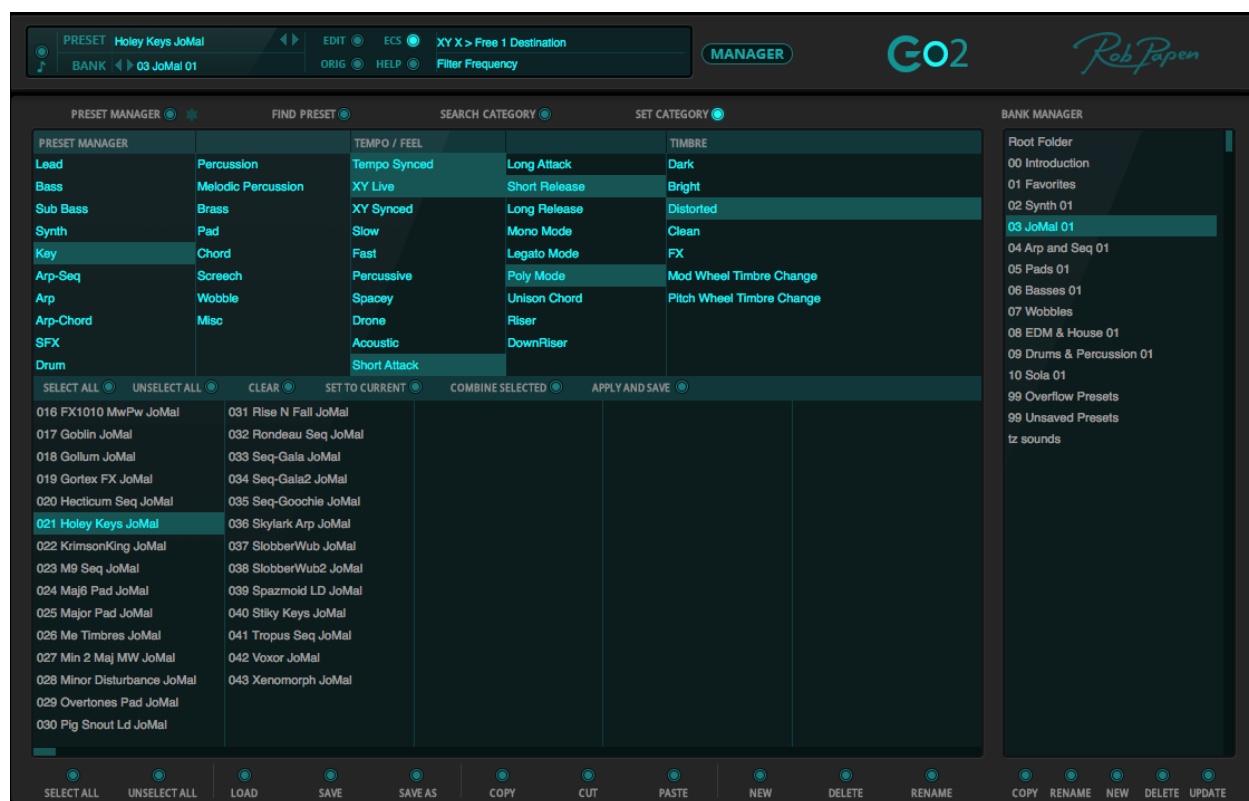 PRESET Holey Keys JoMal EDIT ECS XY X > Free 1 Destination
BANK 03 JoMal 01 ORIG HELP Filter Frequency
MANAGER
GO2
Rob Papen
PRESET MANAGER FIND PRESET SEARCH CATEGORY SET CATEGORY BANK MANAGER
PRESET MANAGER TEMPO / FEEL TIMBRE
Lead Percussion Tempo Synced Long Attack Dark
Bass Melodic Percussion XY Live Short Release Bright
Sub Bass Brass XY Synced Long Release Distorted
Synth Pad Slow Mono Mode Clean
Key Chord Fast Legato Mode FX
Arp-Seq Screech Percussive Poly Mode Mod Wheel Timbre Change
Arp Wobble Spacey Unison Chord Pitch Wheel Timbre Change
Arp-Chord Misc Drone Riser
SFX Acoustic DownRiser
Drum Short Attack
SELECT ALL UNSELECT ALL CLEAR SET TO CURRENT COMBINE SELECTED APPLY AND SAVE
016 FX1010 MwPw JoMal 031 Rise N Fall JoMal
017 Goblin JoMal 032 Rondeau Seq JoMal
018 Gollum JoMal 033 Seq-Gala JoMal
019 Gortex FX JoMal 034 Seq-Gala2 JoMal
020 Hecticum Seq JoMal 035 Seq-Goochie JoMal
021 Holey Keys JoMal 036 Skylark Arp JoMal
022 KrimsonKing JoMal 037 SlobberWub JoMal
023 M9 Seq JoMal 038 SlobberWub2 JoMal
024 Maj6 Pad JoMal 039 Spazmoid LD JoMal
025 Major Pad JoMal 040 Stiky Keys JoMal
026 Me Timbres JoMal 041 Tropus Seq JoMal
027 Min 2 Maj MW JoMal 042 Voxor JoMal
028 Minor Disturbance JoMal 043 Xenomorph JoMal
029 Overtones Pad JoMal
030 Pig Snout Ld JoMal
Root Folder
00 Introduction
01 Favorites
02 Synth 01
03 JoMal 01
04 Arp and Seq 01
05 Pads 01
06 Basses 01
07 Wobbles
08 EDM & House 01
09 Drums & Percussion 01
10 Sola 01
99 Overflow Presets
99 Unsaved Presets
tz sounds
SELECT ALL UNSELECT ALL LOAD SAVE SAVE AS COPY CUT PASTE NEW DELETE RENAME COPY RENAME NEW DELETE UPDATE